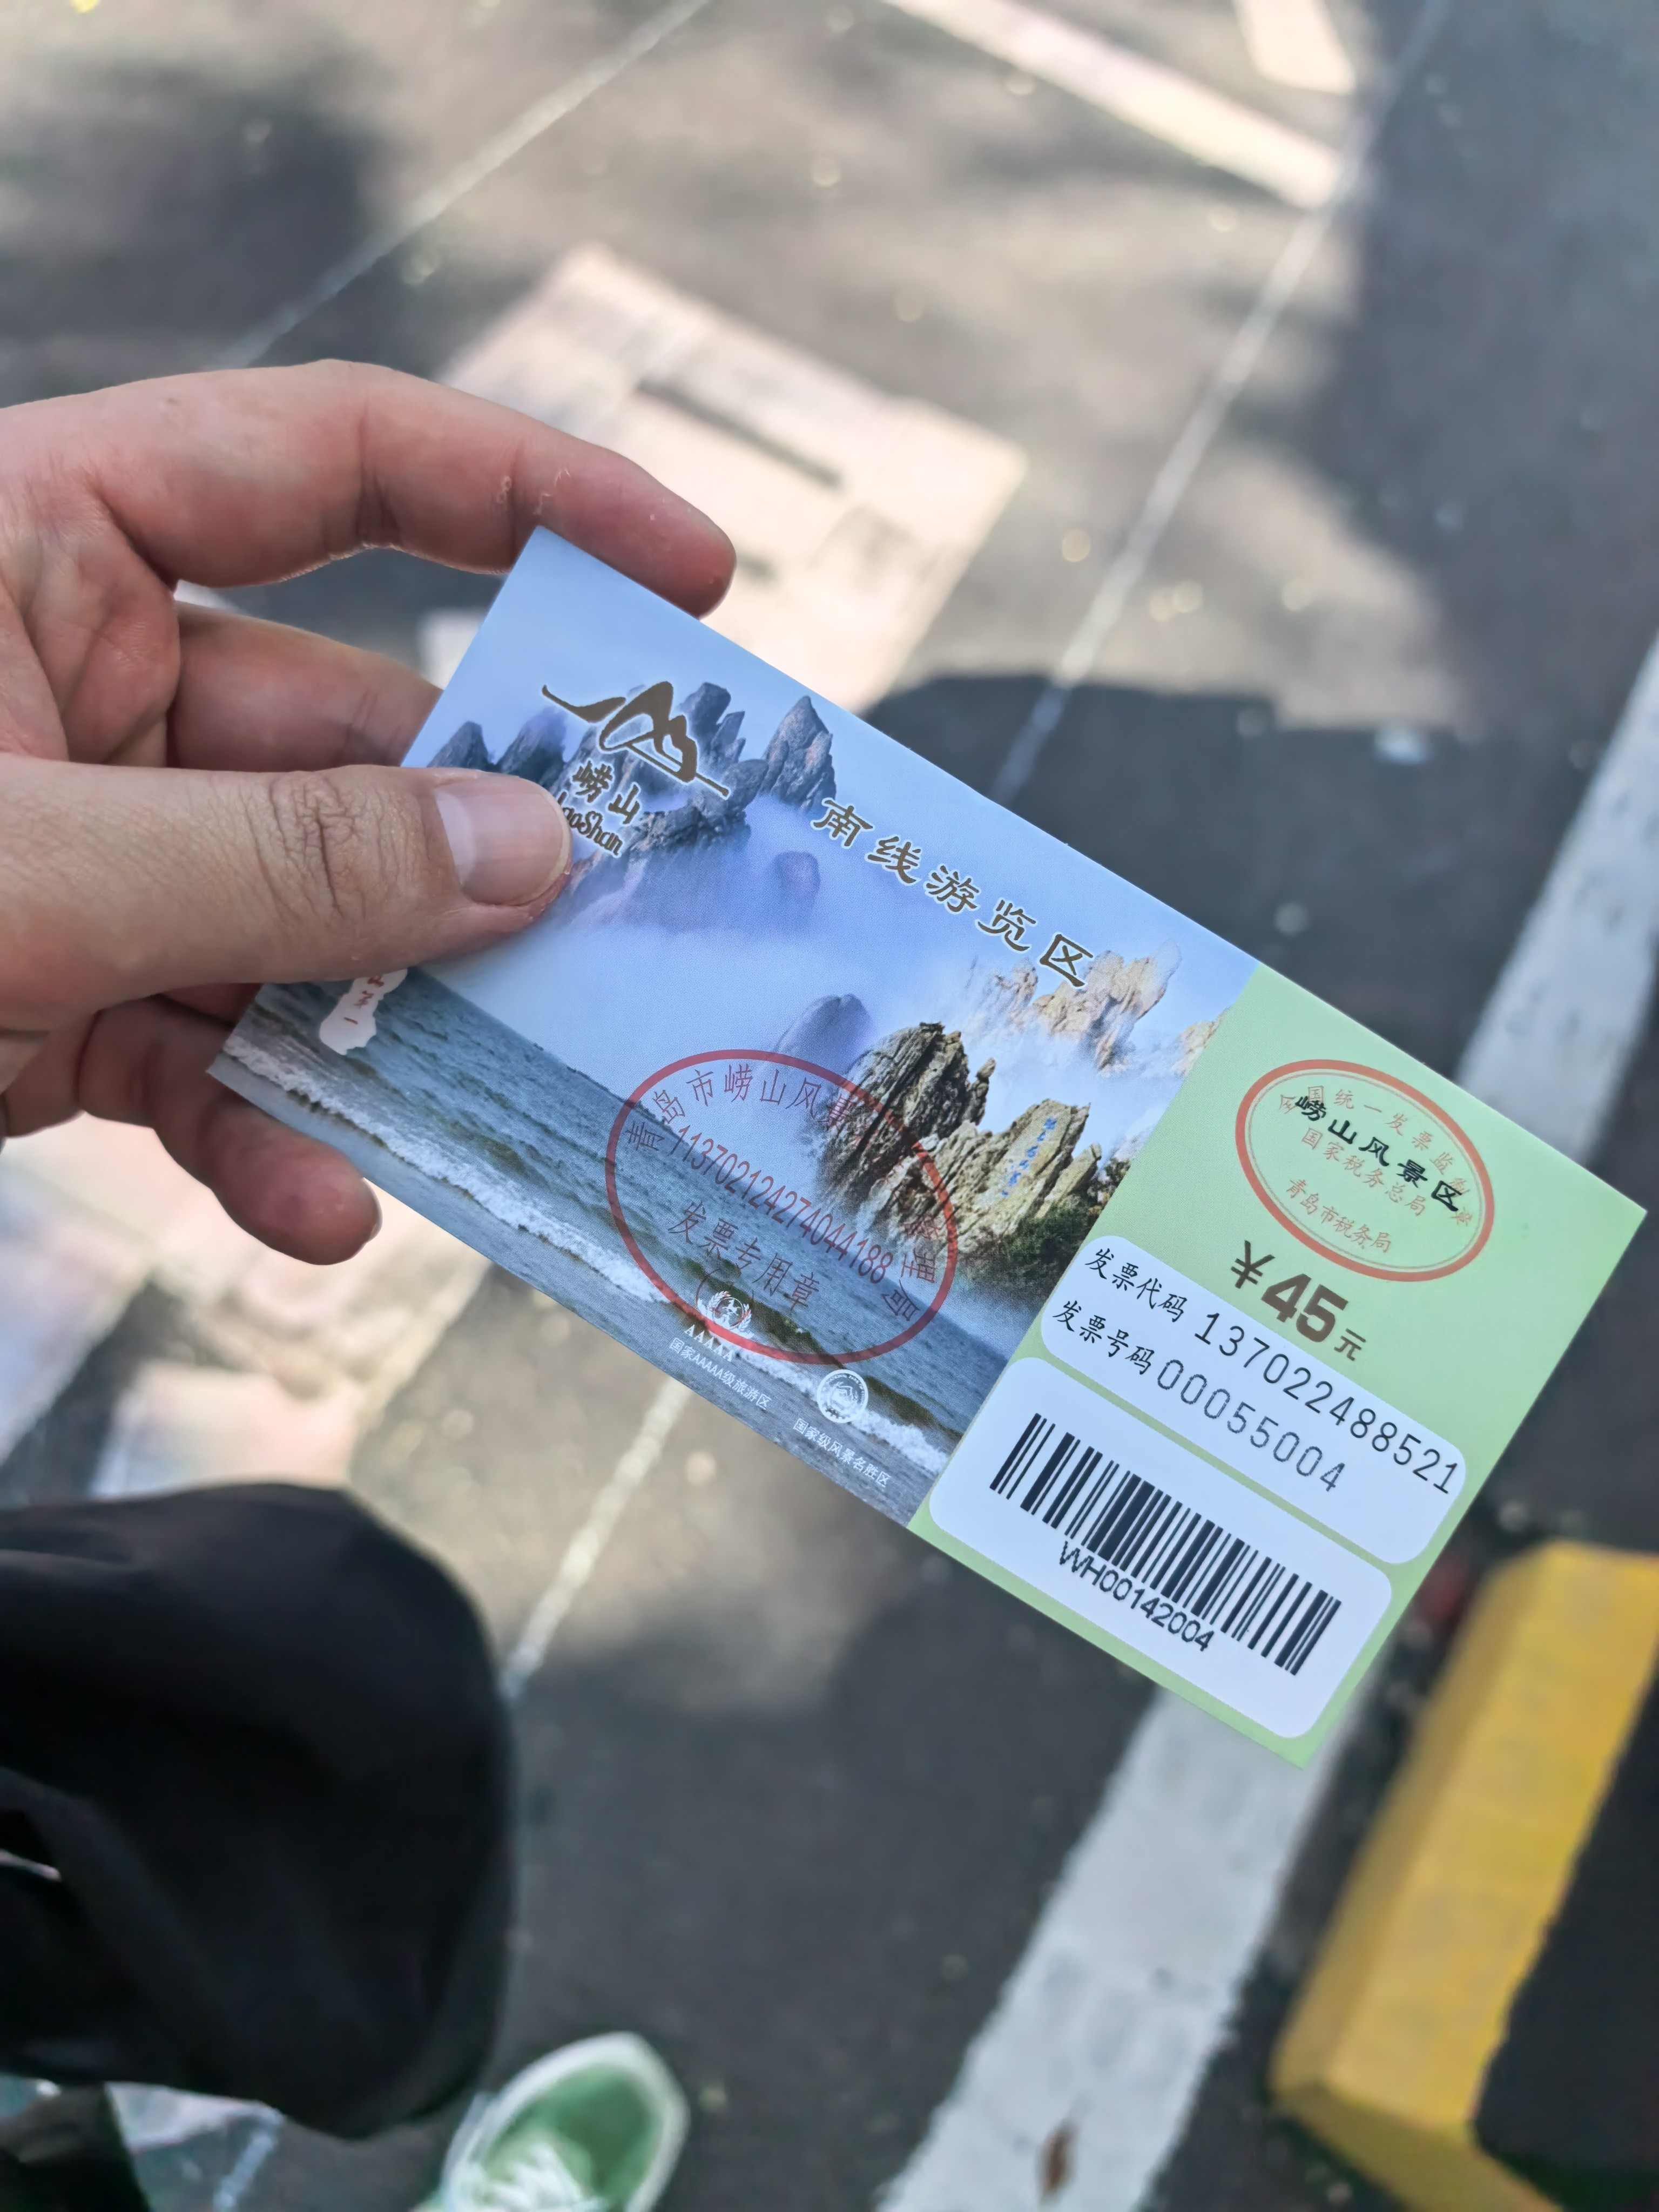 崂山
LaoShan
南线游览区
山第一
青岛市崂山风景
113702124274044188
发票专用章
国家AAAAA级旅游区
国家级风景名胜区
全国统一发票监制章
崂山风景区
国家税务总局
青岛市税务局
¥45元
发票代码 137022488521
发票号码 00055004
WH00142004